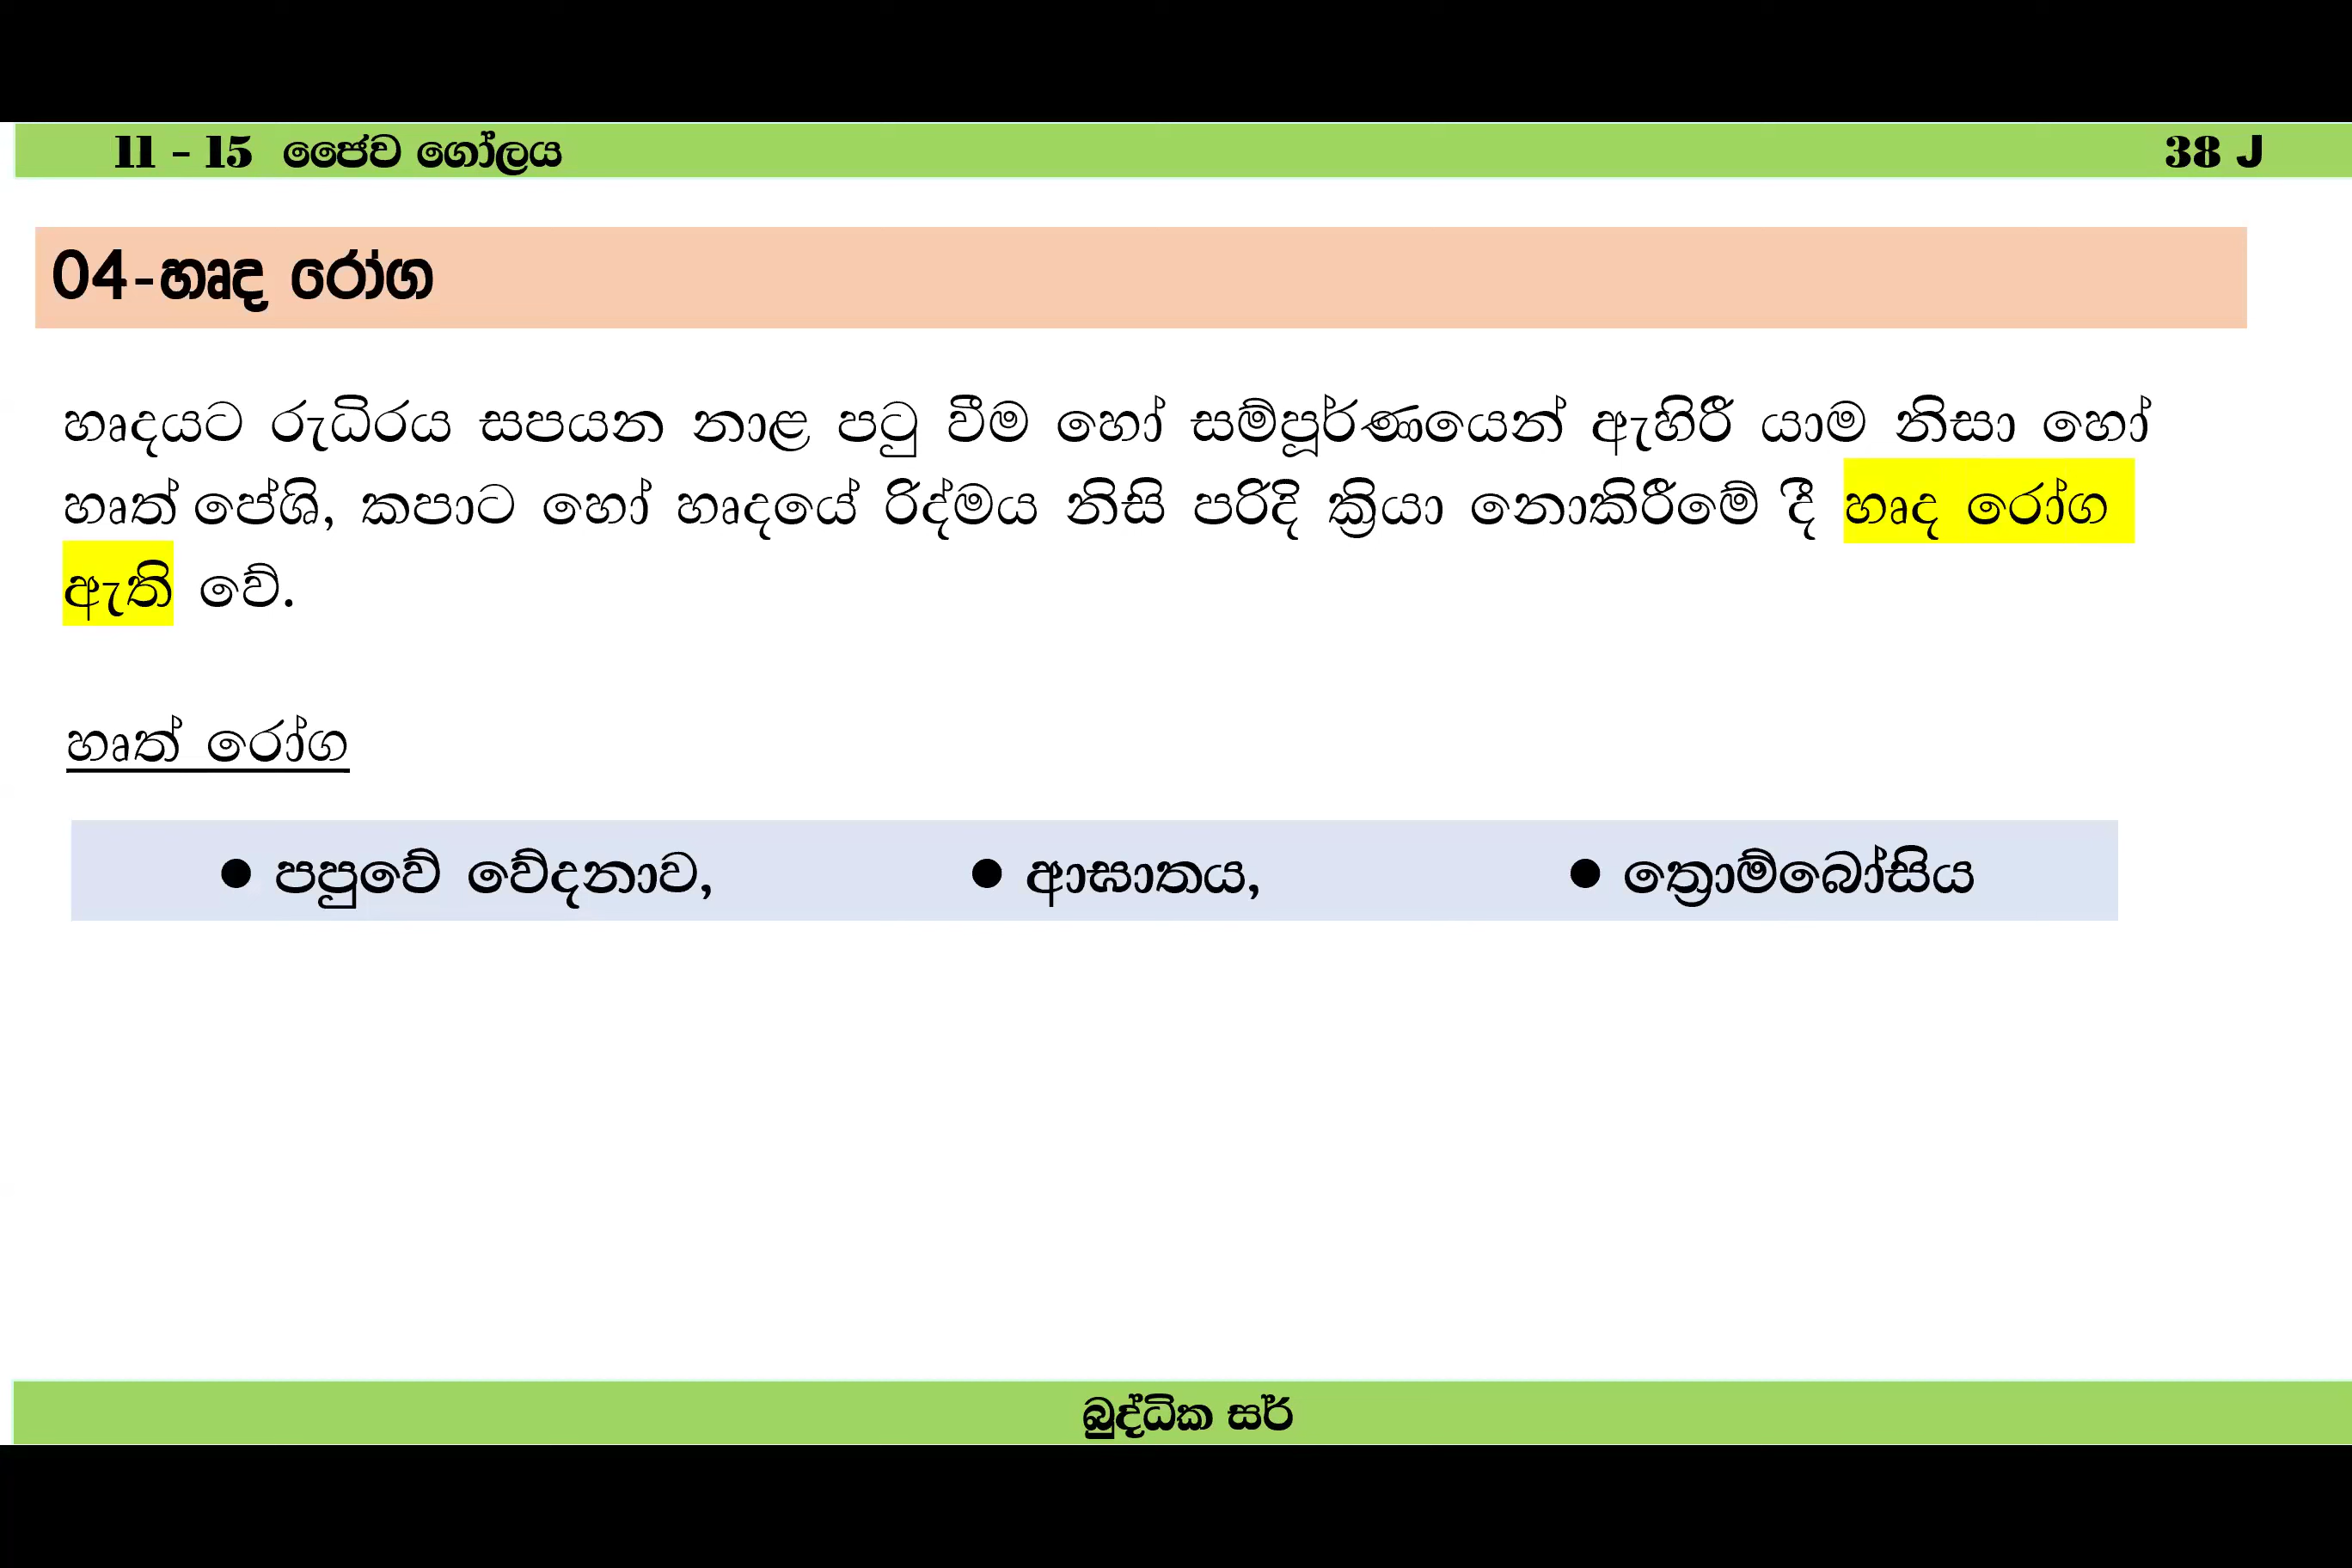 11 - 15 ජෛව ගෝලය
38 J
04-හෘද රෝග
හෘදයට රුධිරය සපයන නාළ පටු වීම හෝ සම්පූර්ණයෙන් ඇහිරී යාම නිසා හෝ
හෘත් පේශි, කපාට හෝ හෘදයේ රිද්මය නිසි පරිදි ක්‍රියා නොකිරීමේ දී හෘද රෝග
ඇති වේ.
හෘත් රෝග
● පපුවේ වේදනාව, ● ආඝාතය, ● ත්‍රොම්බෝසිය
බුද්ධික සර්